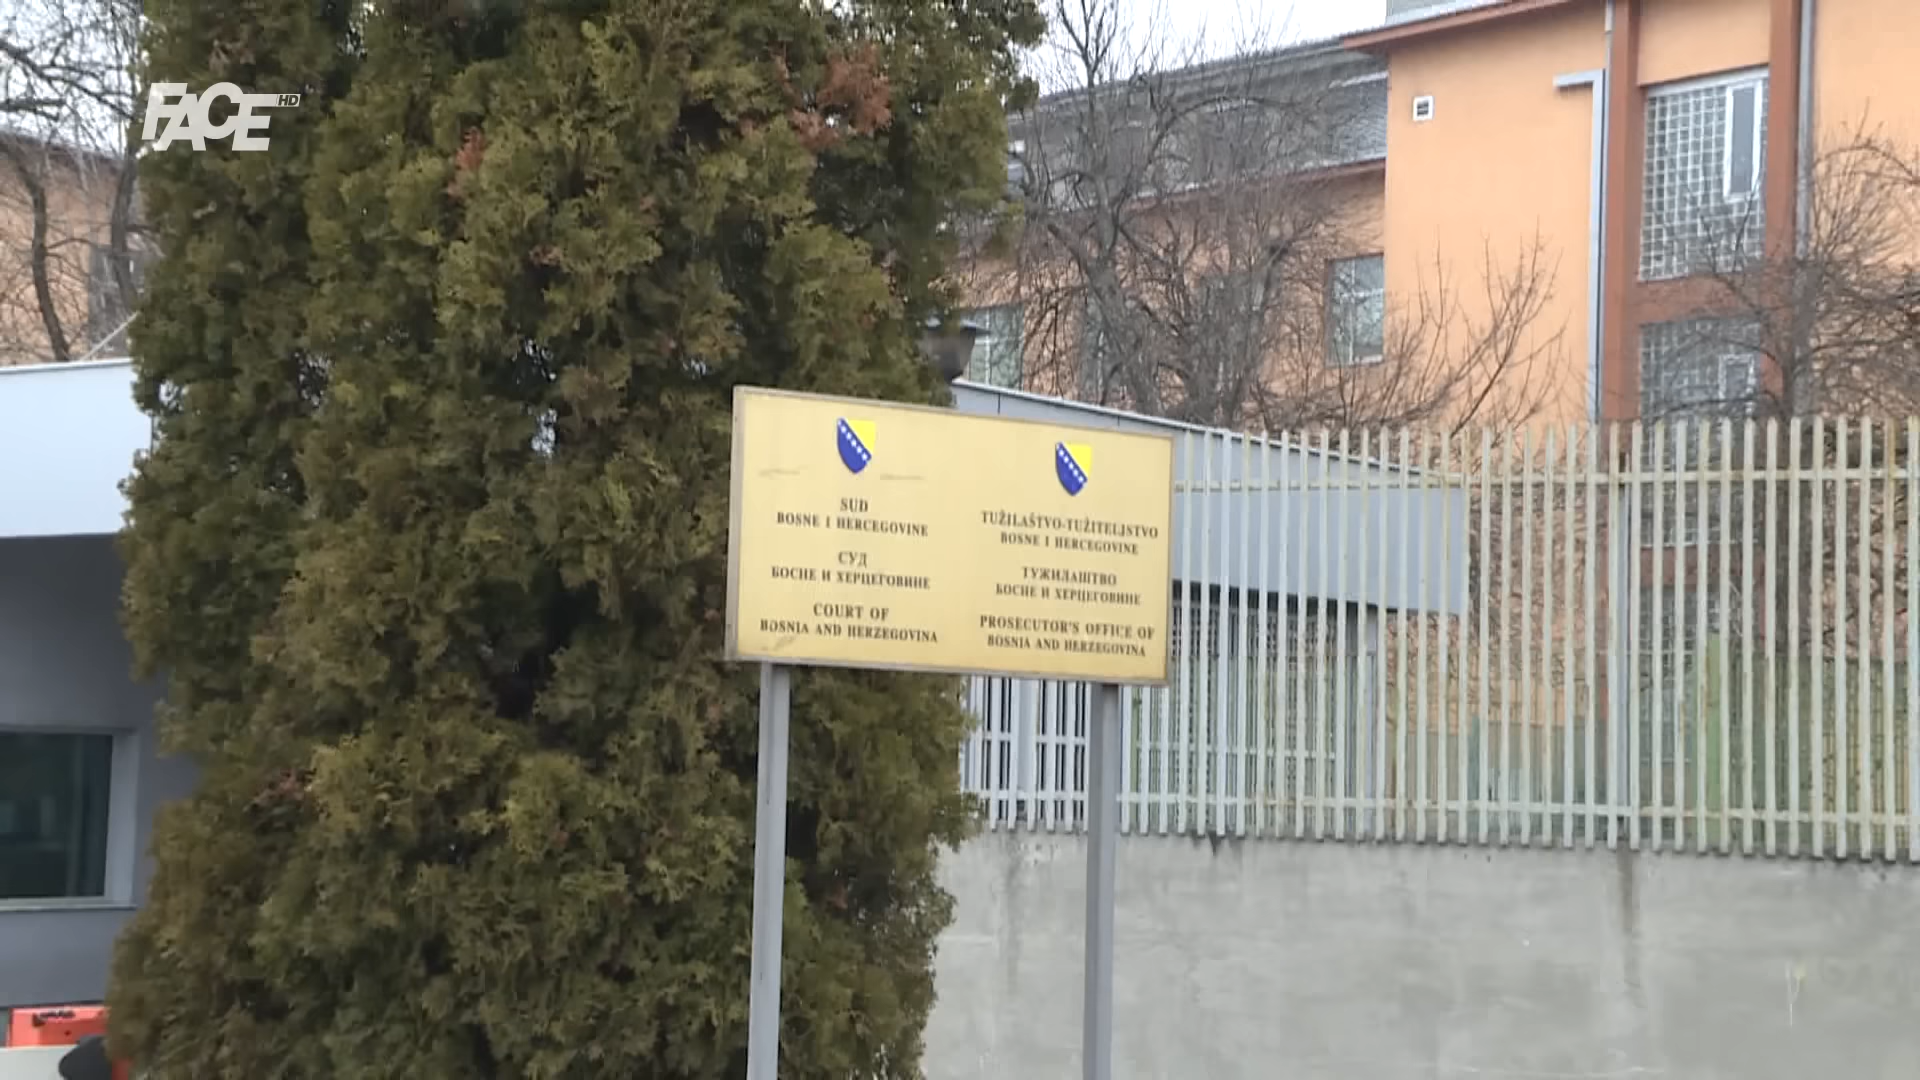 FACE HD
SUD
BOSNE I HERCEGOVINE
СУД
БОСНЕ И ХЕРЦЕГОВИНЕ
COURT OF
BOSNIA AND HERZEGOVINA
TUŽILAŠTVO-TUŽITELJSTVO
BOSNE I HERCEGOVINE
ТУЖИЛАШТВО
БОСНЕ И ХЕРЦЕГОВИНЕ
PROSECUTOR'S OFFICE OF
BOSNIA AND HERZEGOVINA